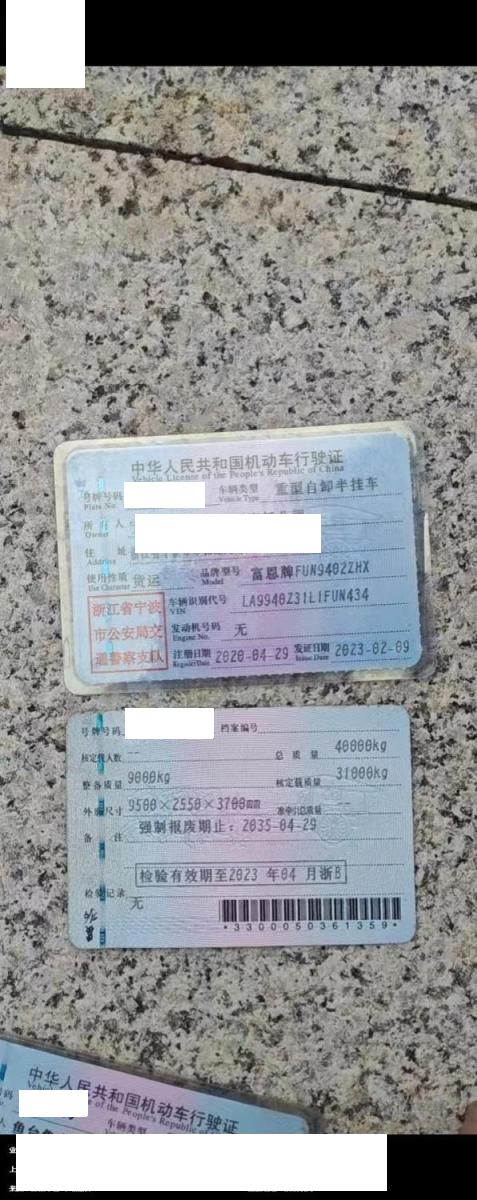 中华人民共和国机动车行驶证
Vehicle License of the People's Republic of China
号牌号码
Plate No.
车辆类型
Vehicle Type
重型自卸半挂车
所有人
Owner
住 址
Address
使用性质
Use Character
货运
品牌型号
Model
富恩牌FUN9402ZHX
浙江省宁波
市公安局交
通警察支队
车辆识别代号
VIN
LA9940Z31L1FUN434
发动机号码
Engine No.
无
注册日期
Register Date
2020-04-29
发证日期
Issue Date
2023-02-09
号牌号码
档案编号
核定载人数
--
总 质 量
40000kg
整备质量
9000kg
核定载质量
31000kg
外廓尺寸
9500×2550×3700mm
准牵引总质量
--
备 注
强制报废期止：2035-04-29
检验有效期至2023 年04 月浙B
检验记录
无
*3300050361359*
中华人民共和国机动车行驶证
Vehicle License of the People's Republic of China
号码
车辆类型